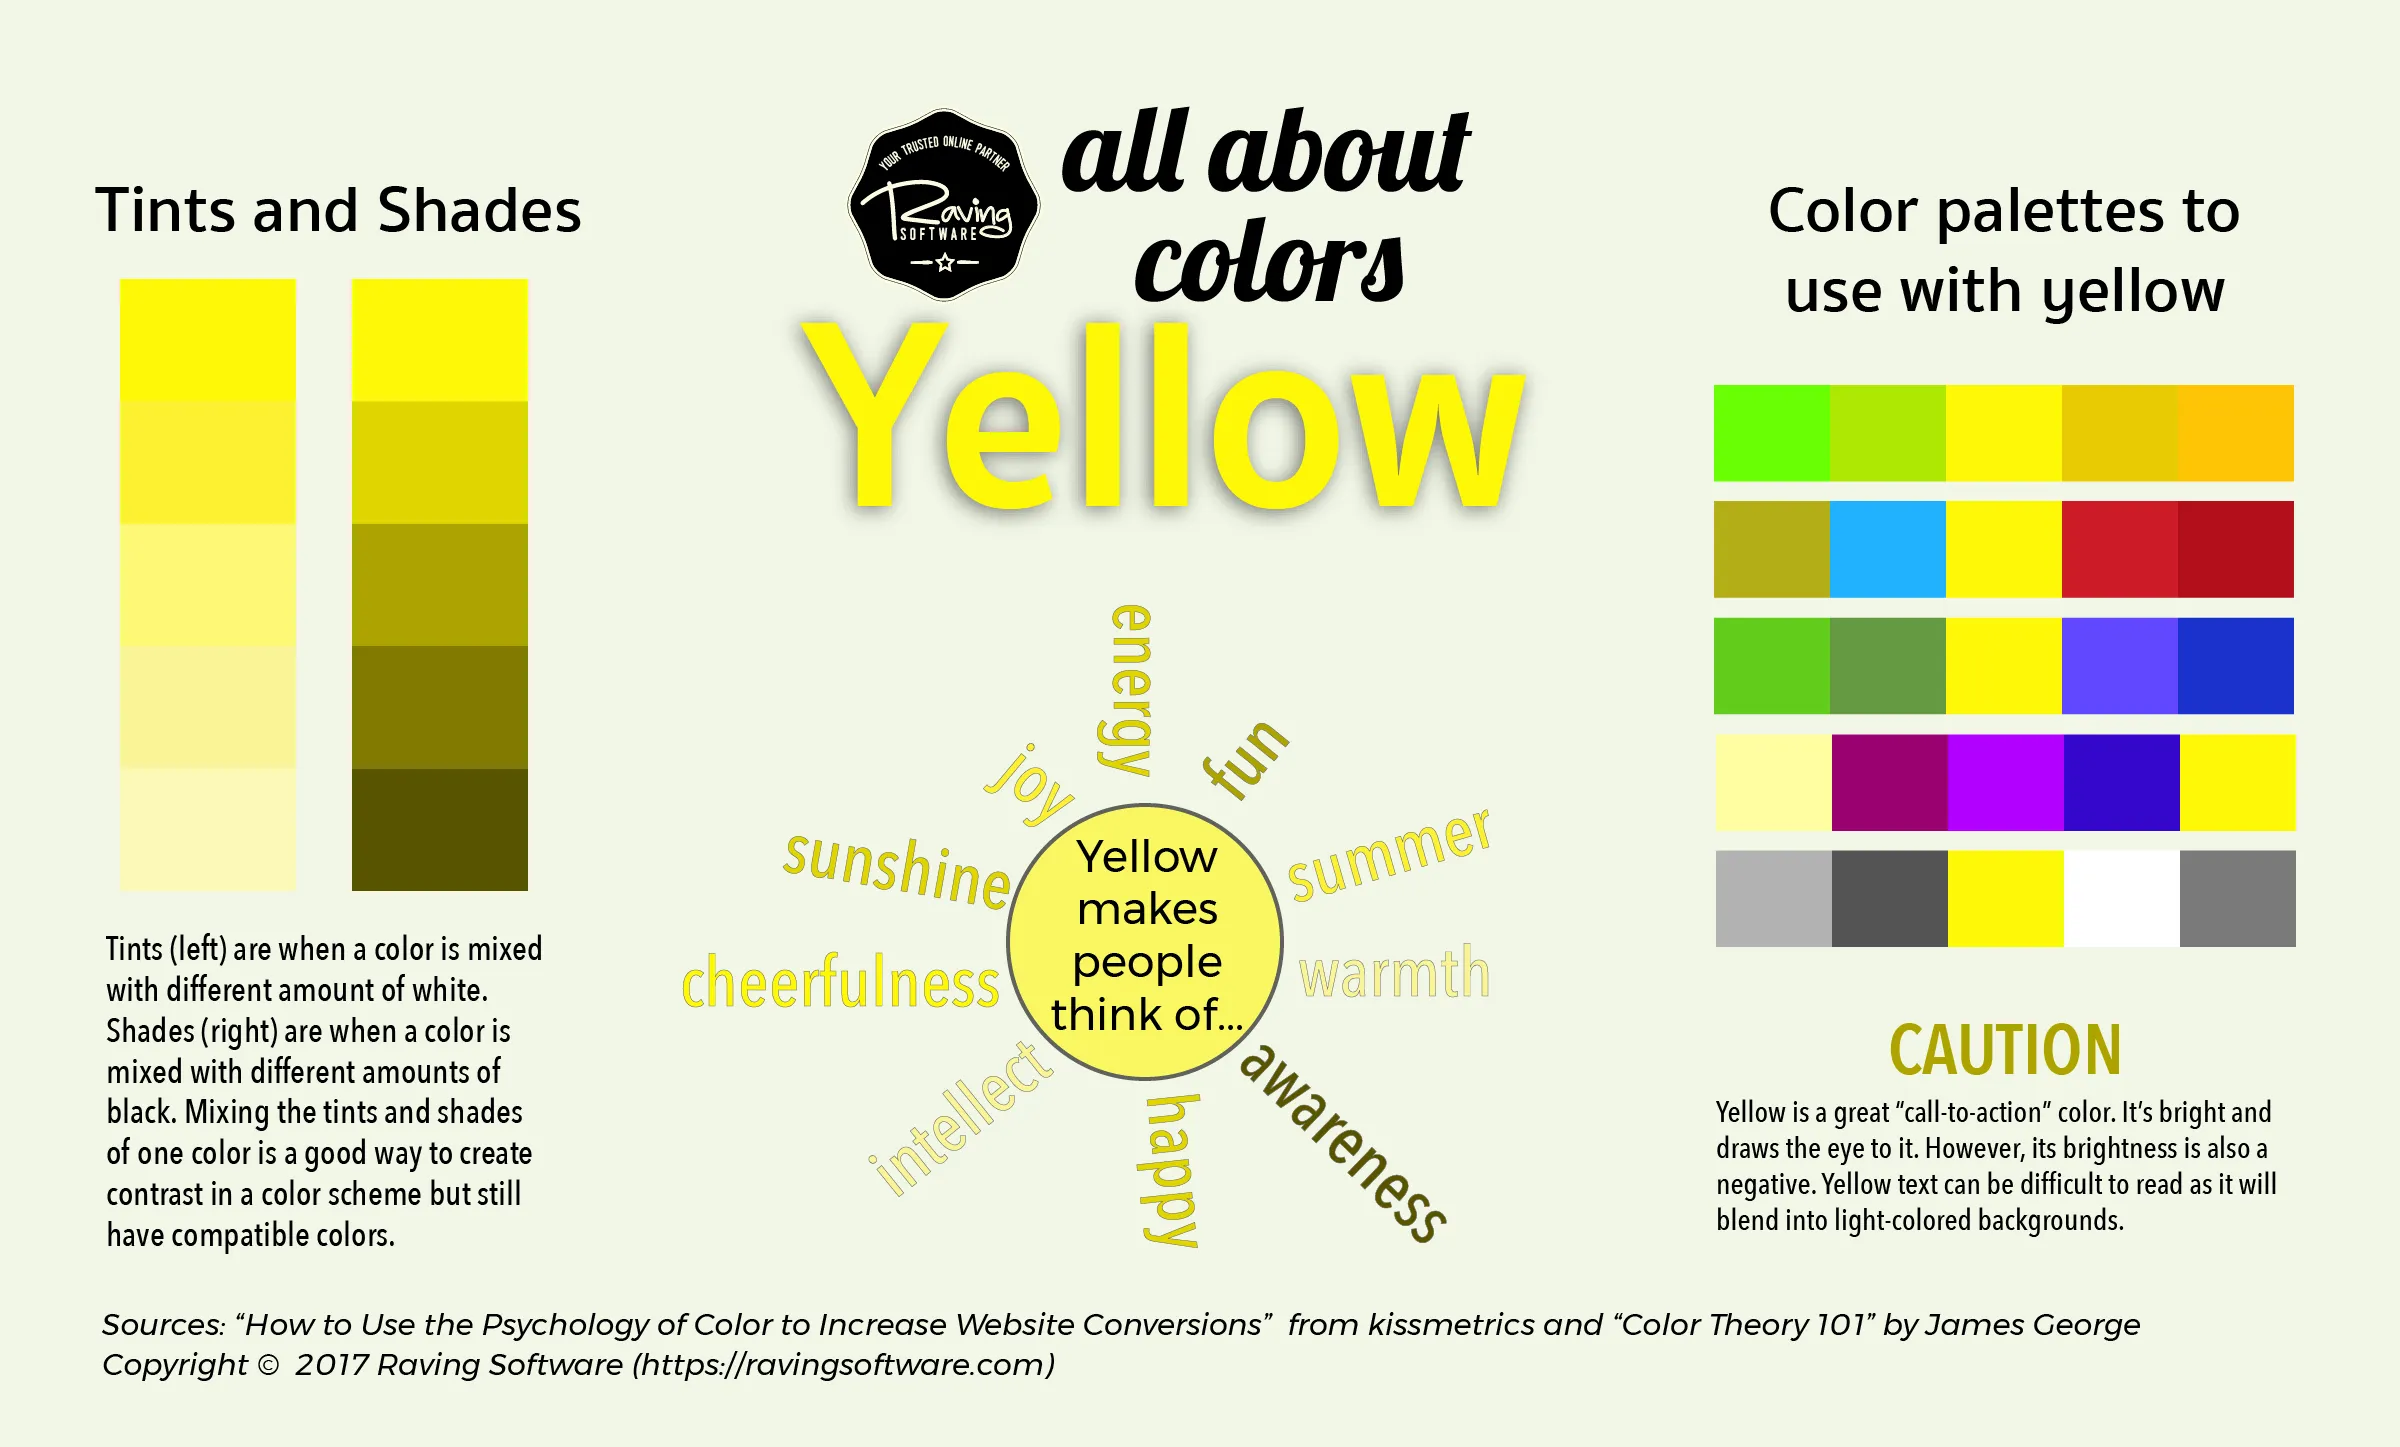 YOUR TRUSTED ONLINE PARTNER
Raving
SOFTWARE
all about
colors
Yellow
Tints and Shades
Tints (left) are when a color is mixed
with different amount of white.
Shades (right) are when a color is
mixed with different amounts of
black. Mixing the tints and shades
of one color is a good way to create
contrast in a color scheme but still
have compatible colors.
Yellow
makes
people
think of...
energy
fun
summer
warmth
awareness
happy
intellect
cheerfulness
sunshine
joy
Color palettes to
use with yellow
CAUTION
Yellow is a great “call-to-action” color. It’s bright and
draws the eye to it. However, its brightness is also a
negative. Yellow text can be difficult to read as it will
blend into light-colored backgrounds.
Sources: “How to Use the Psychology of Color to Increase Website Conversions” from kissmetrics and “Color Theory 101” by James George
Copyright © 2017 Raving Software (https://ravingsoftware.com)